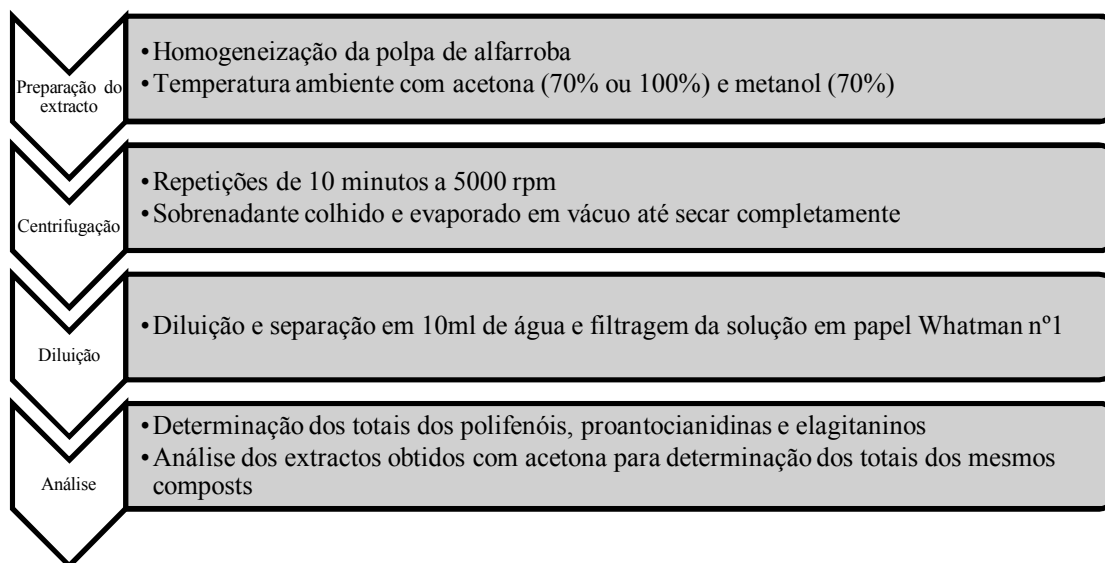 Preparação do
extracto
•Homogeneização da polpa de alfarroba
•Temperatura ambiente com acetona (70% ou 100%) e metanol (70%)
Centrifugação
•Repetições de 10 minutos a 5000 rpm
•Sobrenadante colhido e evaporado em vácuo até secar completamente
Diluição
•Diluição e separação em 10ml de água e filtragem da solução em papel Whatman nº1
Análise
•Determinação dos totais dos polifenóis, proantocianidinas e elagitaninos
•Análise dos extractos obtidos com acetona para determinação dos totais dos mesmos
composts